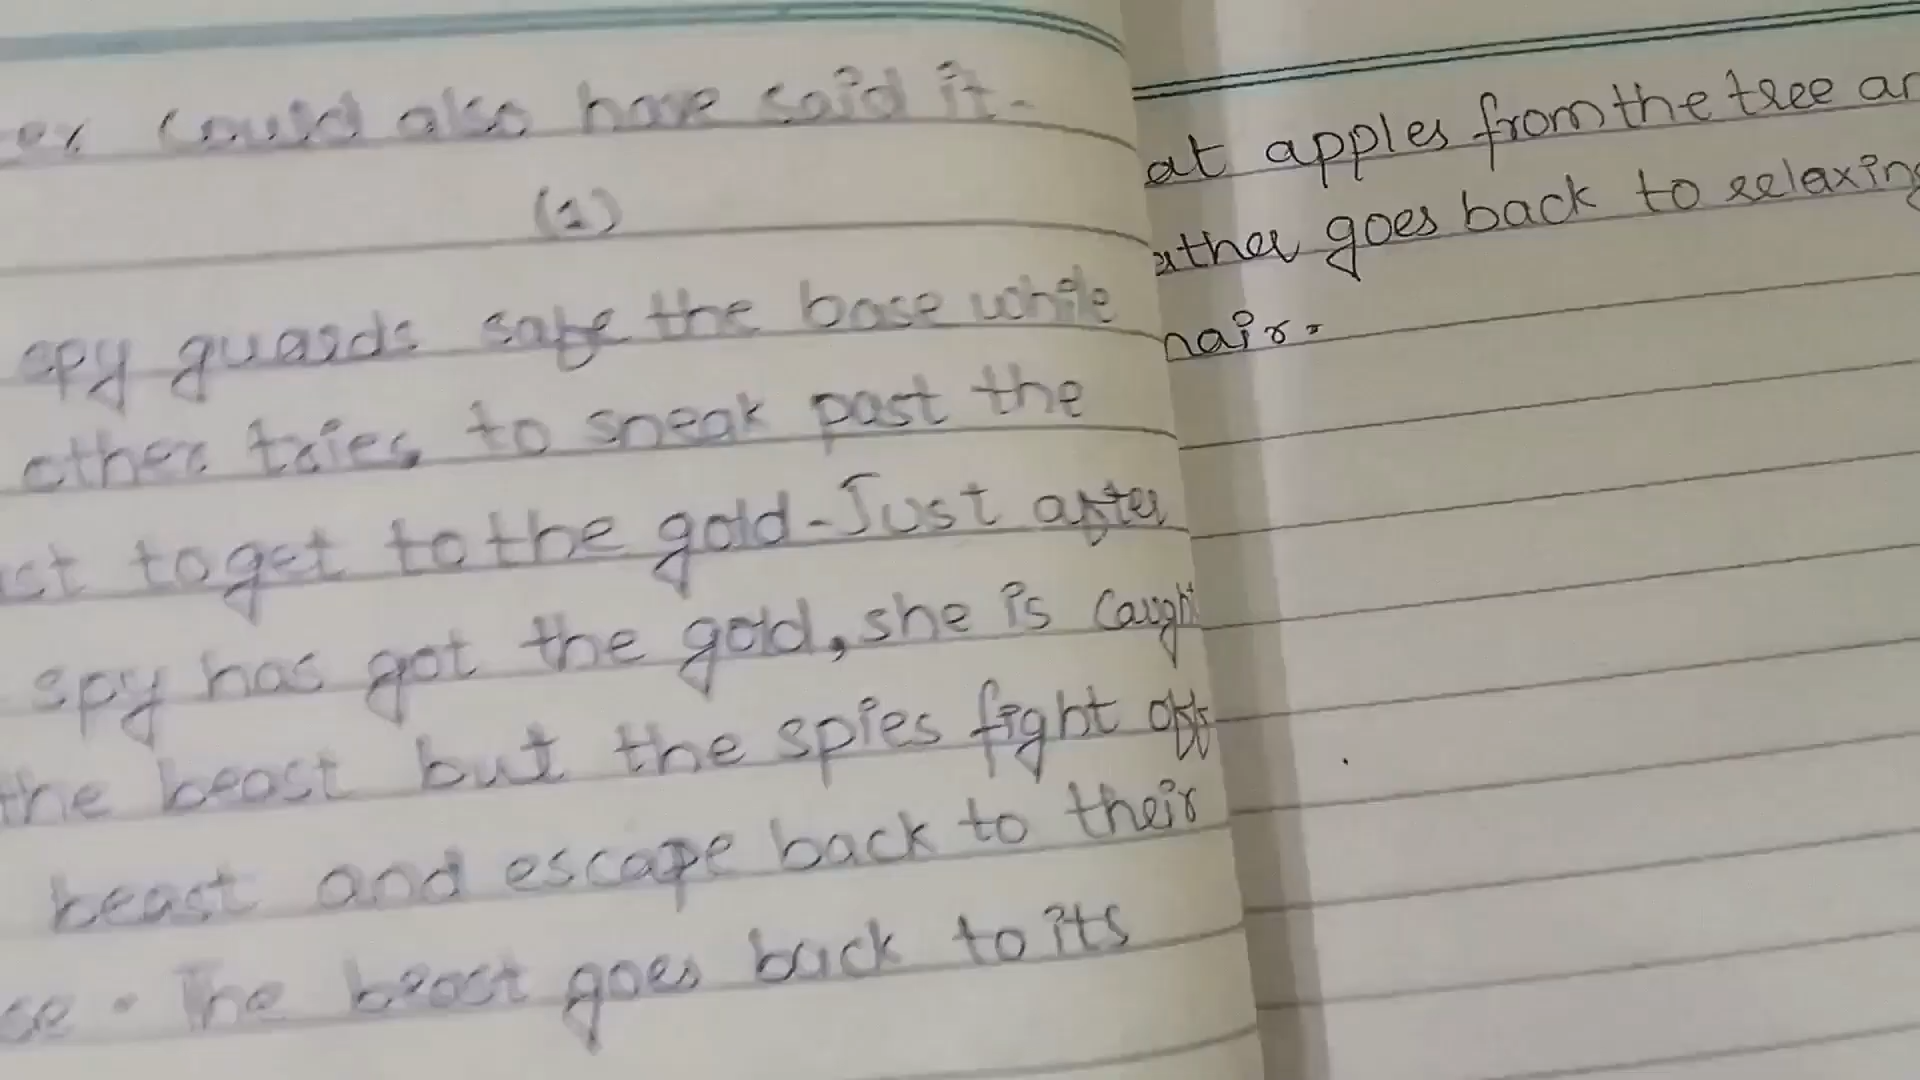 could also have said it.
(1)
spy guards safe the base while
other tries to sneak past the
to get to the gold. Just after
spy has got the gold, she is caught
the beast but the spies fight off
beast and escape back to their
The beast goes back to its
at apples from the tree
goes back to relaxing